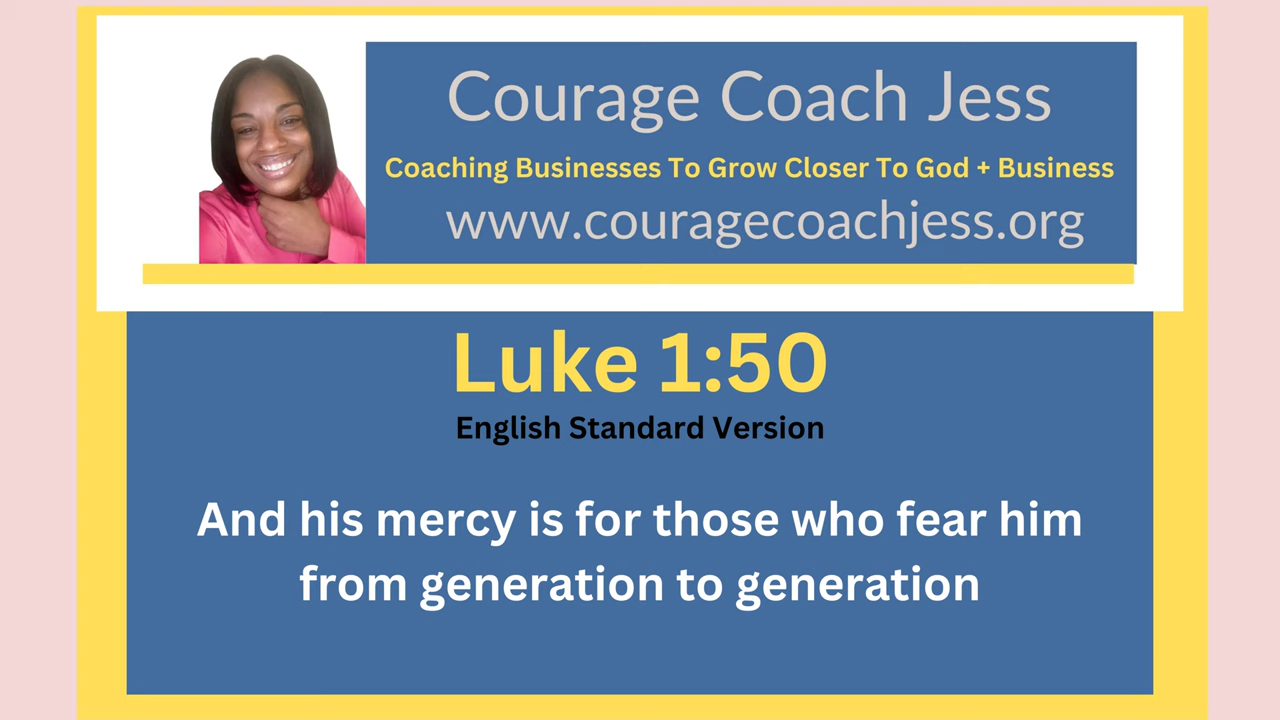 Courage Coach Jess
Coaching Businesses To Grow Closer To God + Business
www.couragecoachjess.org
Luke 1:50
English Standard Version
And his mercy is for those who fear him
from generation to generation